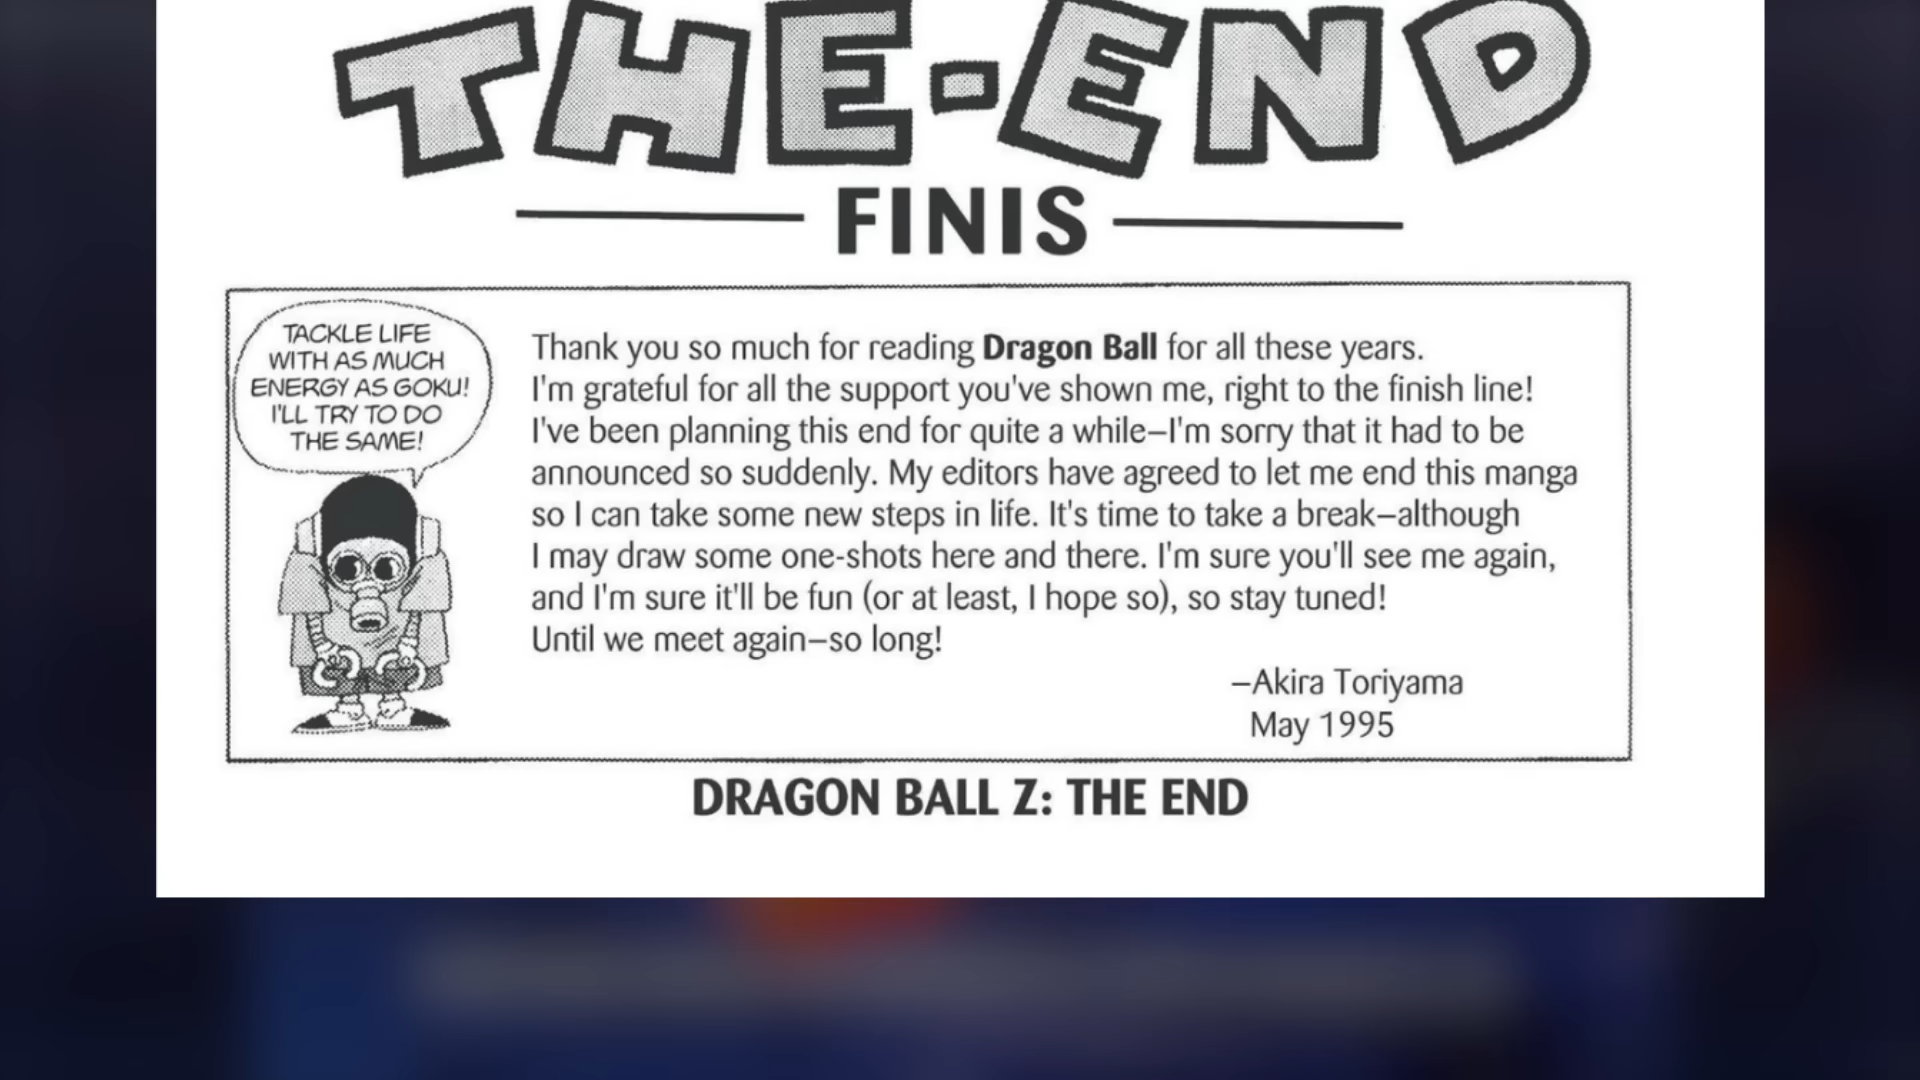 THE-END
FINIS
TACKLE LIFE
WITH AS MUCH
ENERGY AS GOKU!
I'LL TRY TO DO
THE SAME!
Thank you so much for reading Dragon Ball for all these years.
I'm grateful for all the support you've shown me, right to the finish line!
I've been planning this end for quite a while–I'm sorry that it had to be
announced so suddenly. My editors have agreed to let me end this manga
so I can take some new steps in life. It's time to take a break–although
I may draw some one-shots here and there. I'm sure you'll see me again,
and I'm sure it'll be fun (or at least, I hope so), so stay tuned!
Until we meet again–so long!
–Akira Toriyama
May 1995
DRAGON BALL Z: THE END